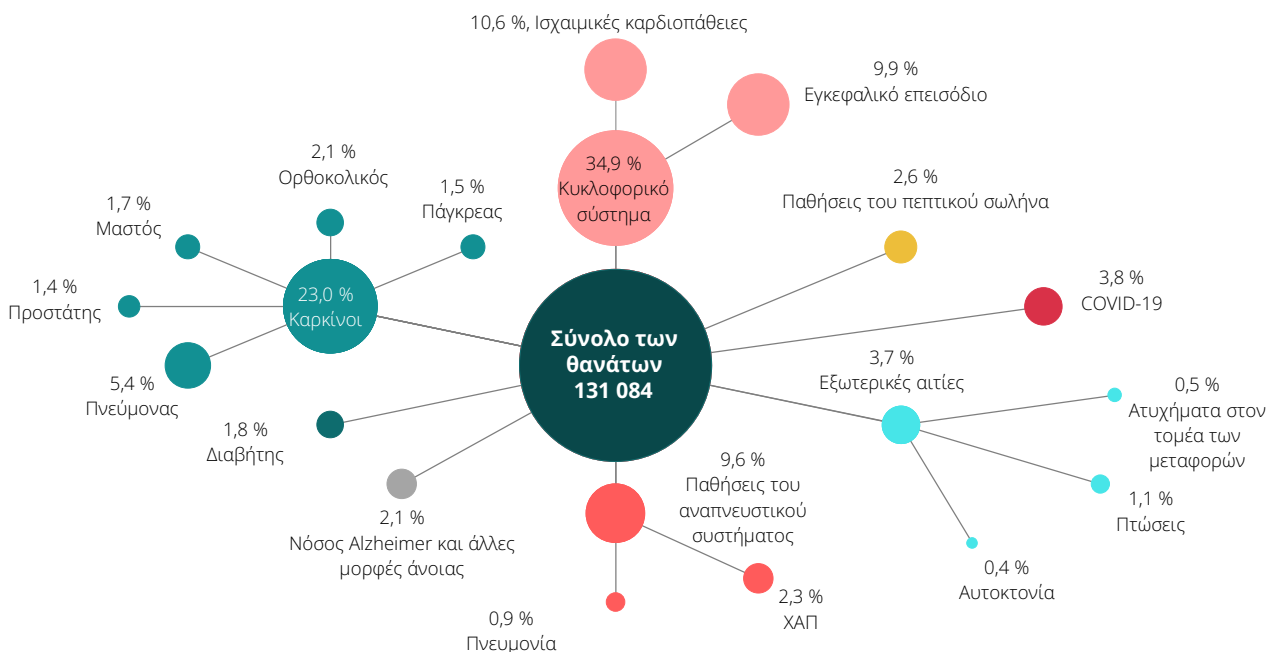 10,6 %, Ισχαιμικές καρδιοπάθειες
9,9 %
Εγκεφαλικό επεισόδιο
34,9 %
Κυκλοφορικό
σύστημα
2,1 %
Ορθοκολικός
1,5 %
Πάγκρεας
1,7 %
Μαστός
1,4 %
Προστάτης
23,0 %
Καρκίνοι
5,4 %
Πνεύμονας
2,6 %
Παθήσεις του πεπτικού σωλήνα
3,8 %
COVID-19
Σύνολο των
θανάτων
131 084
3,7 %
Εξωτερικές αιτίες
0,5 %
Ατυχήματα στον
τομέα των
μεταφορών
1,1 %
Πτώσεις
0,4 %
Αυτοκτονία
1,8 %
Διαβήτης
2,1 %
Νόσος Alzheimer και άλλες
μορφές άνοιας
9,6 %
Παθήσεις του
αναπνευστικού
συστήματος
2,3 %
ΧΑΠ
0,9 %
Πνευμονία